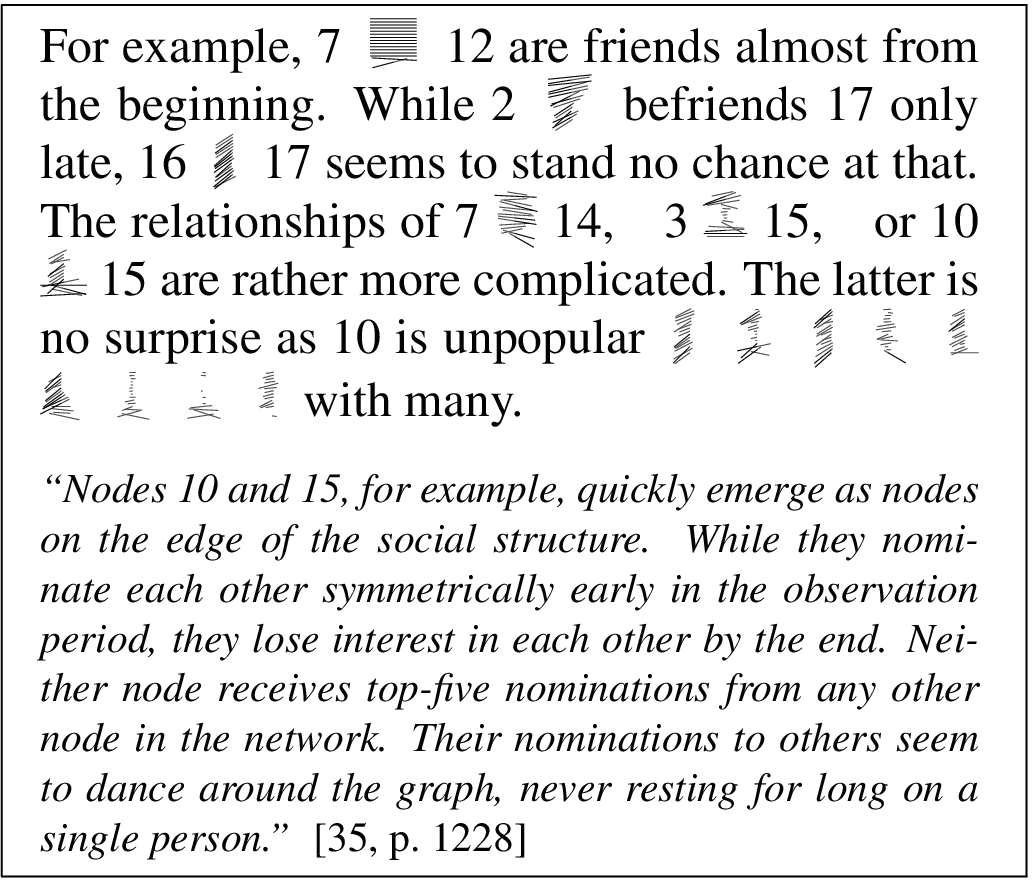 For example, 7 12 are friends almost from
the beginning. While 2 befriends 17 only
late, 16 17 seems to stand no chance at that.
The relationships of 7 14, 3 15, or 10
15 are rather more complicated. The latter is
no surprise as 10 is unpopular
with many.
“Nodes 10 and 15, for example, quickly emerge as nodes
on the edge of the social structure. While they nomi-
nate each other symmetrically early in the observation
period, they lose interest in each other by the end. Nei-
ther node receives top-five nominations from any other
node in the network. Their nominations to others seem
to dance around the graph, never resting for long on a
single person.” [35, p. 1228]